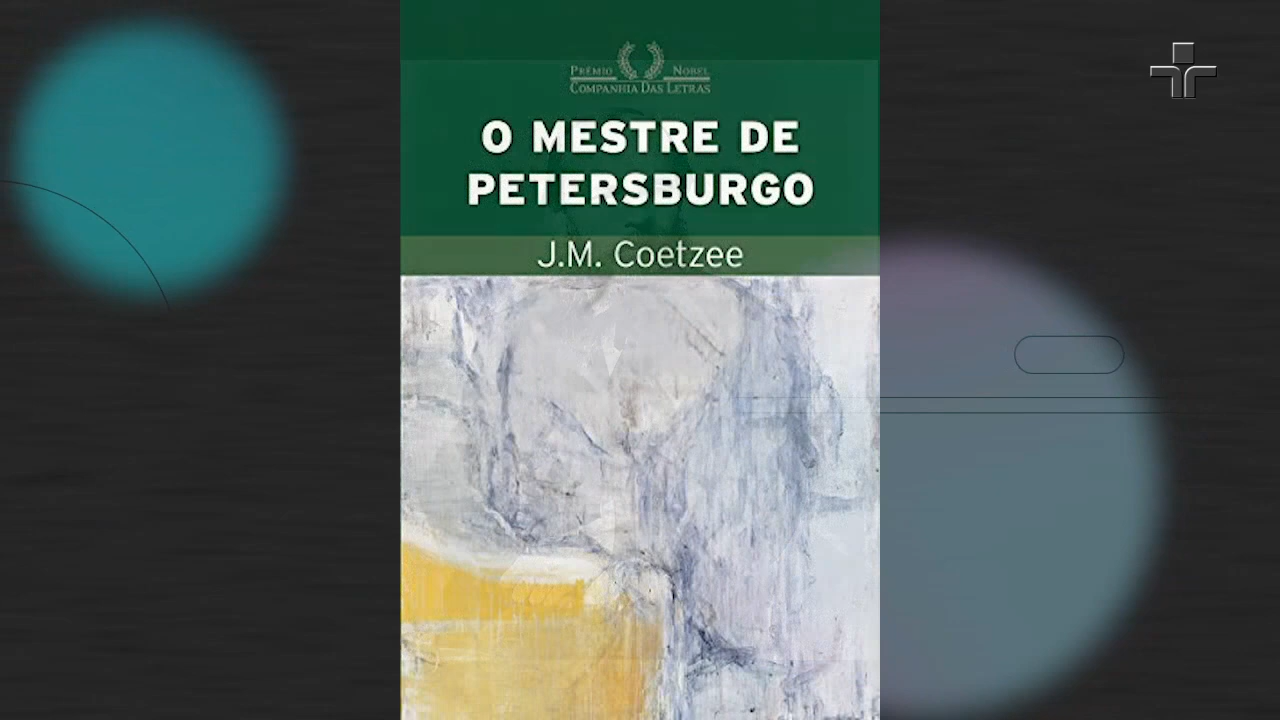 PRÊMIO NOBEL
COMPANHIA DAS LETRAS
O MESTRE DE
PETERSBURGO
J.M. Coetzee